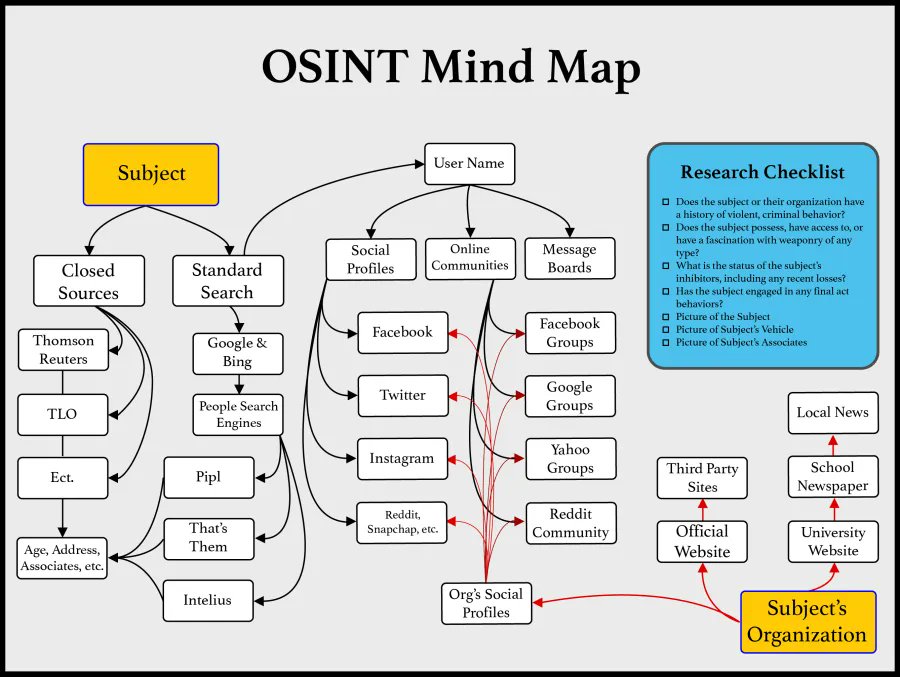 OSINT Mind Map
Subject
User Name
Research Checklist
Does the subject or their organization have
a history of violent, criminal behavior?
Does the subject possess, have access to, or
have a fascination with weaponry of any
type?
What is the status of the subject's
inhibitors, including any recent losses?
Has the subject engaged in any final act
behaviors?
Picture of the Subject
Picture of Subject's Vehicle
Picture of Subject's Associates
Closed
Sources
Standard
Search
Social
Profiles
Online
Communities
Message
Boards
Thomson
Reuters
TLO
Ect.
Age, Address,
Associates, etc.
Google &
Bing
People Search
Engines
Pipl
That's
Them
Intelius
Facebook
Twitter
Instagram
Reddit,
Snapchap, etc.
Facebook
Groups
Google
Groups
Yahoo
Groups
Reddit
Community
Org's Social
Profiles
Third Party
Sites
Official
Website
Local News
School
Newspaper
University
Website
Subject's
Organization